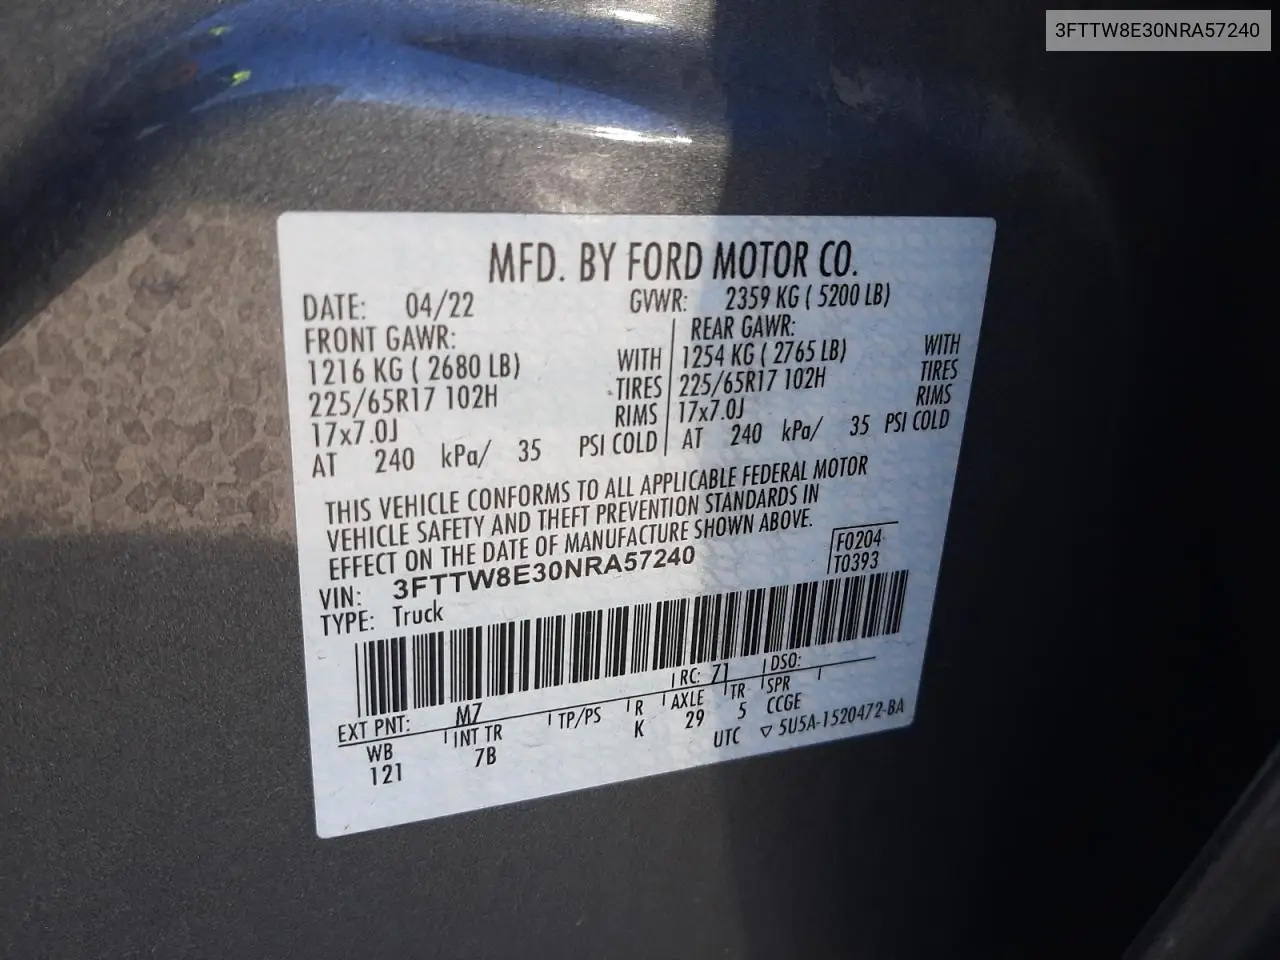 3FTTW8E30NRA57240
MFD. BY FORD MOTOR CO.
DATE: 04/22 GVWR: 2359 KG ( 5200 LB)
FRONT GAWR: REAR GAWR:
1216 KG ( 2680 LB) WITH 1254 KG ( 2765 LB) WITH
225/65R17 102H TIRES 225/65R17 102H TIRES
17x7.0J RIMS 17x7.0J RIMS
AT 240 kPa/ 35 PSI COLD AT 240 kPa/ 35 PSI COLD
THIS VEHICLE CONFORMS TO ALL APPLICABLE FEDERAL MOTOR
VEHICLE SAFETY AND THEFT PREVENTION STANDARDS IN
EFFECT ON THE DATE OF MANUFACTURE SHOWN ABOVE.
VIN: 3FTTW8E30NRA57240 F0204
TYPE: Truck T0393
EXT PNT: M7 RC: 71 DSO:
WB INT TR TP/PS R AXLE TR SPR
121 7B K 29 5 CCGE
UTC ▽ 5U5A-1520472-BA